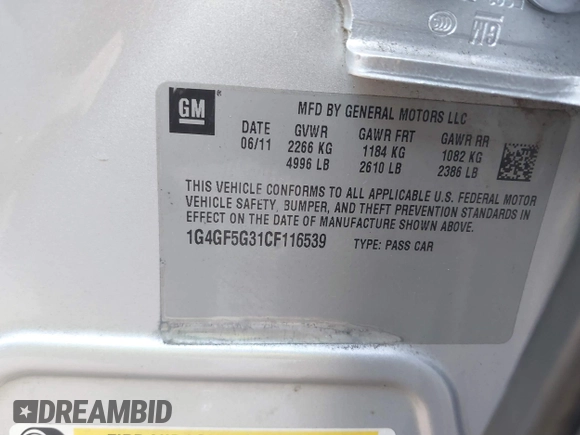 GM
GM
MFD BY GENERAL MOTORS LLC
DATE GVWR GAWR FRT GAWR RR
06/11 2266 KG 1184 KG 1082 KG
4996 LB 2610 LB 2386 LB
THIS VEHICLE CONFORMS TO ALL APPLICABLE U.S. FEDERAL MOTOR
VEHICLE SAFETY, BUMPER, AND THEFT PREVENTION STANDARDS IN
EFFECT ON THE DATE OF MANUFACTURE SHOWN ABOVE.
1G4GF5G31CF116539 TYPE: PASS CAR
DREAMBID